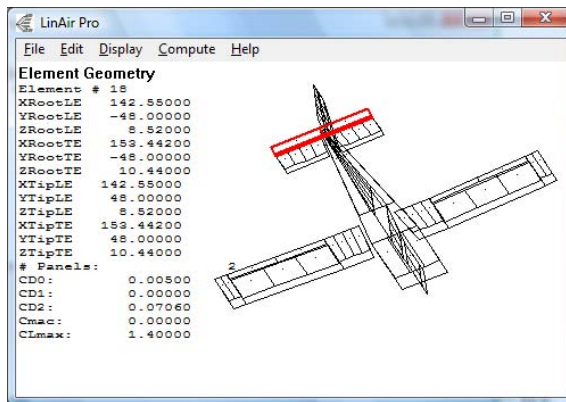 LinAir Pro
File Edit Display Compute Help
Element Geometry
Element # 18
XRootLE 142.55000
YRootLE -48.00000
ZRootLE 8.52000
XRootTE 153.44200
YRootTE -48.00000
ZRootTE 10.44000
XTipLE 142.55000
YTipLE 48.00000
ZTipLE 8.52000
XTipTE 153.44200
YTipTE 48.00000
ZTipTE 10.44000
# Panels: 2
CD0: 0.00500
CD1: 0.00000
CD2: 0.07060
Cmac: 0.00000
CLmax: 1.40000